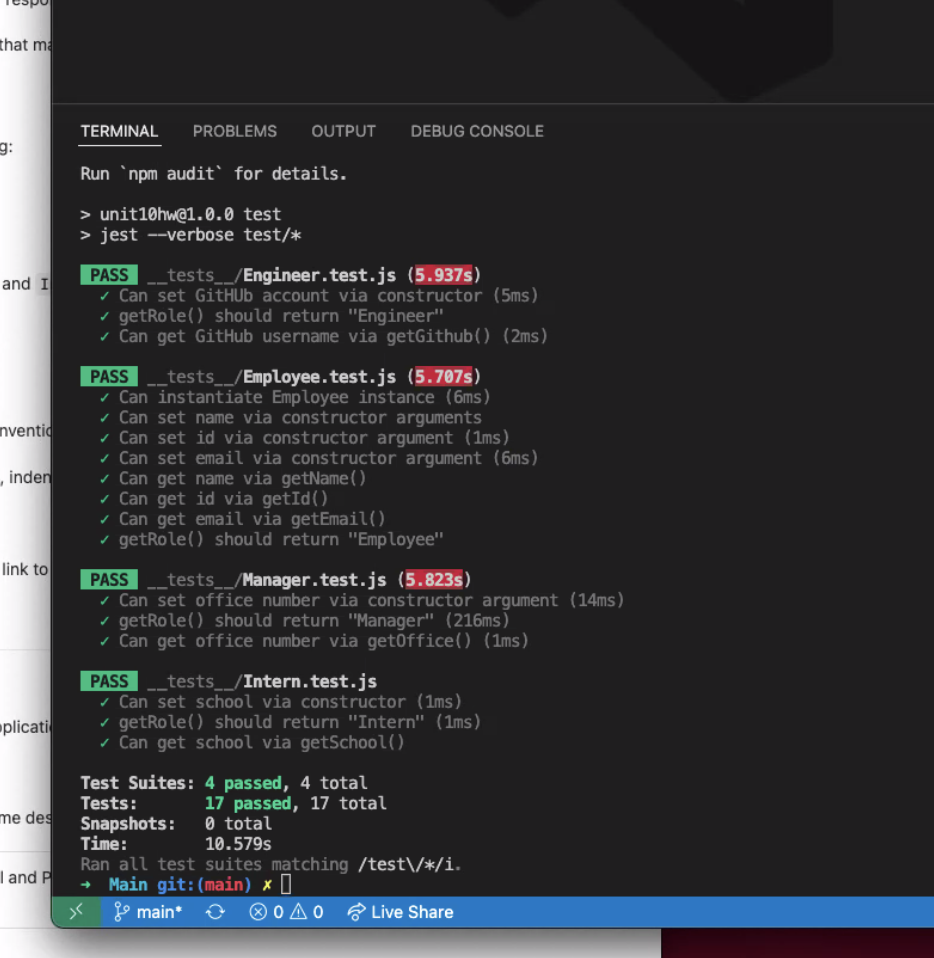 respo
that ma
g:
and I
nventio
, inden
link to
plicati
me des
l and P
TERMINAL PROBLEMS OUTPUT DEBUG CONSOLE
Run `npm audit` for details.
> unit10hw@1.0.0 test
> jest --verbose test/*
PASS __tests__/Engineer.test.js (5.937s)
✓ Can set GitHUb account via constructor (5ms)
✓ getRole() should return "Engineer"
✓ Can get GitHub username via getGithub() (2ms)
PASS __tests__/Employee.test.js (5.707s)
✓ Can instantiate Employee instance (6ms)
✓ Can set name via constructor arguments
✓ Can set id via constructor argument (1ms)
✓ Can set email via constructor argument (6ms)
✓ Can get name via getName()
✓ Can get id via getId()
✓ Can get email via getEmail()
✓ getRole() should return "Employee"
PASS __tests__/Manager.test.js (5.823s)
✓ Can set office number via constructor argument (14ms)
✓ getRole() should return "Manager" (216ms)
✓ Can get office number via getOffice() (1ms)
PASS __tests__/Intern.test.js
✓ Can set school via constructor (1ms)
✓ getRole() should return "Intern" (1ms)
✓ Can get school via getSchool()
Test Suites: 4 passed, 4 total
Tests: 17 passed, 17 total
Snapshots: 0 total
Time: 10.579s
Ran all test suites matching /test\/*/i.
➜ Main git:(main) ✗
main* 0 0 Live Share